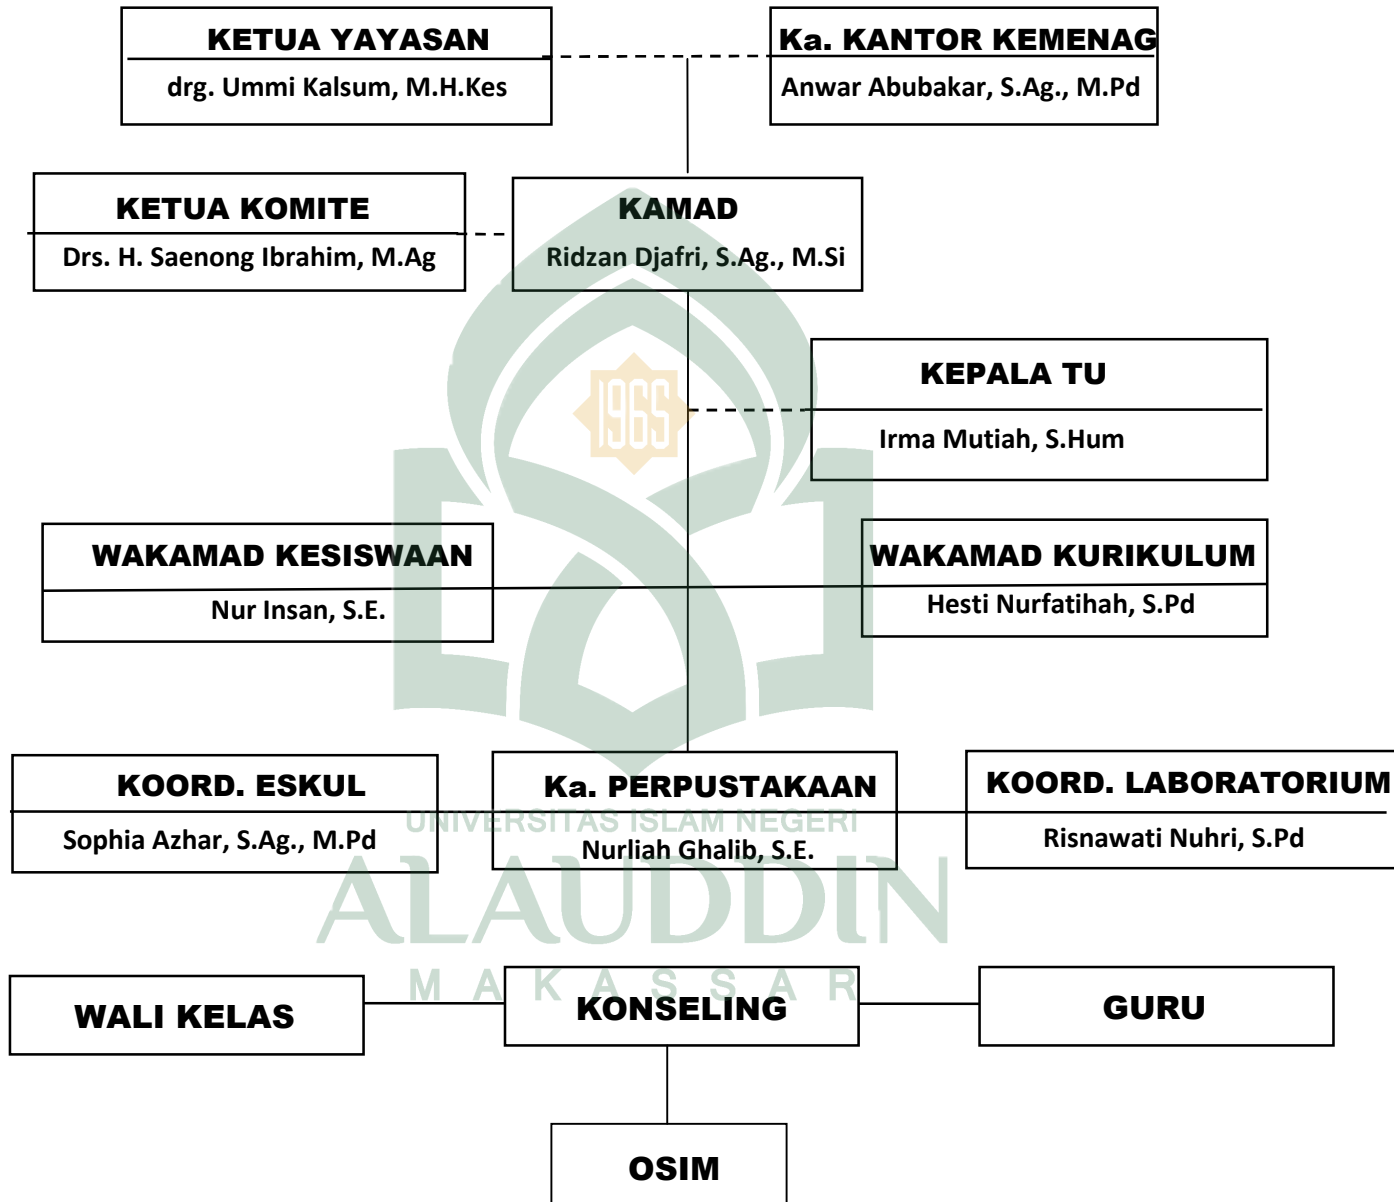 KETUA YAYASAN
drg. Ummi Kalsum, M.H.Kes
Ka. KANTOR KEMENAG
Anwar Abubakar, S.Ag., M.Pd
KETUA KOMITE
Drs. H. Saenong Ibrahim, M.Ag
KAMAD
Ridzan Djafri, S.Ag., M.Si
1965
KEPALA TU
Irma Mutiah, S.Hum
WAKAMAD KESISWAAN
Nur Insan, S.E.
WAKAMAD KURIKULUM
Hesti Nurfatihah, S.Pd
KOORD. ESKUL
Sophia Azhar, S.Ag., M.Pd
Ka. PERPUSTAKAAN
Nurliah Ghalib, S.E.
KOORD. LABORATORIUM
Risnawati Nuhri, S.Pd
UNIVERSITAS ISLAM NEGERI
ALAUDDIN
MAKASSAR
WALI KELAS
KONSELING
GURU
OSIM